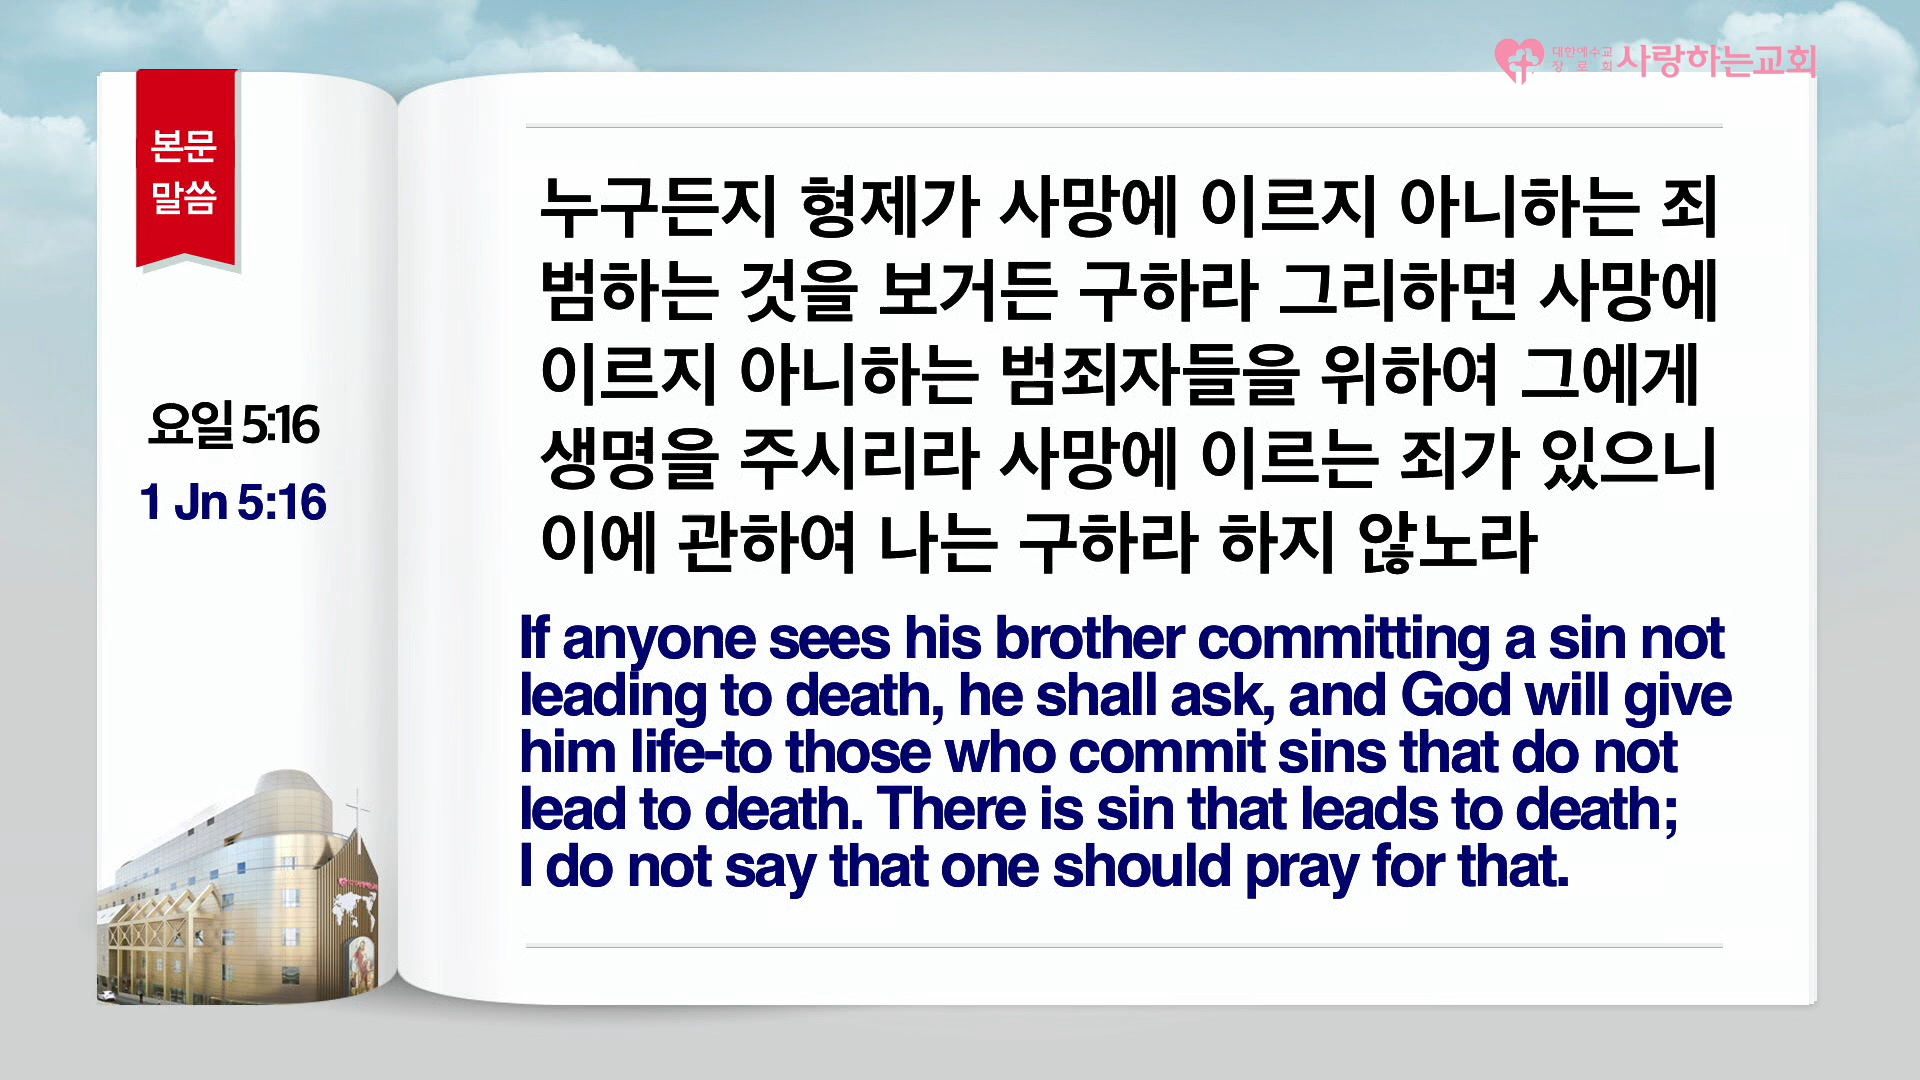 대한예수교
장로회
사랑하는교회
본문
말씀
요일 5:16
1 Jn 5:16
누구든지 형제가 사망에 이르지 아니하는 죄
범하는 것을 보거든 구하라 그리하면 사망에
이르지 아니하는 범죄자들을 위하여 그에게
생명을 주시리라 사망에 이르는 죄가 있으니
이에 관하여 나는 구하라 하지 않노라
If anyone sees his brother committing a sin not
leading to death, he shall ask, and God will give
him life-to those who commit sins that do not
lead to death. There is sin that leads to death;
I do not say that one should pray for that.